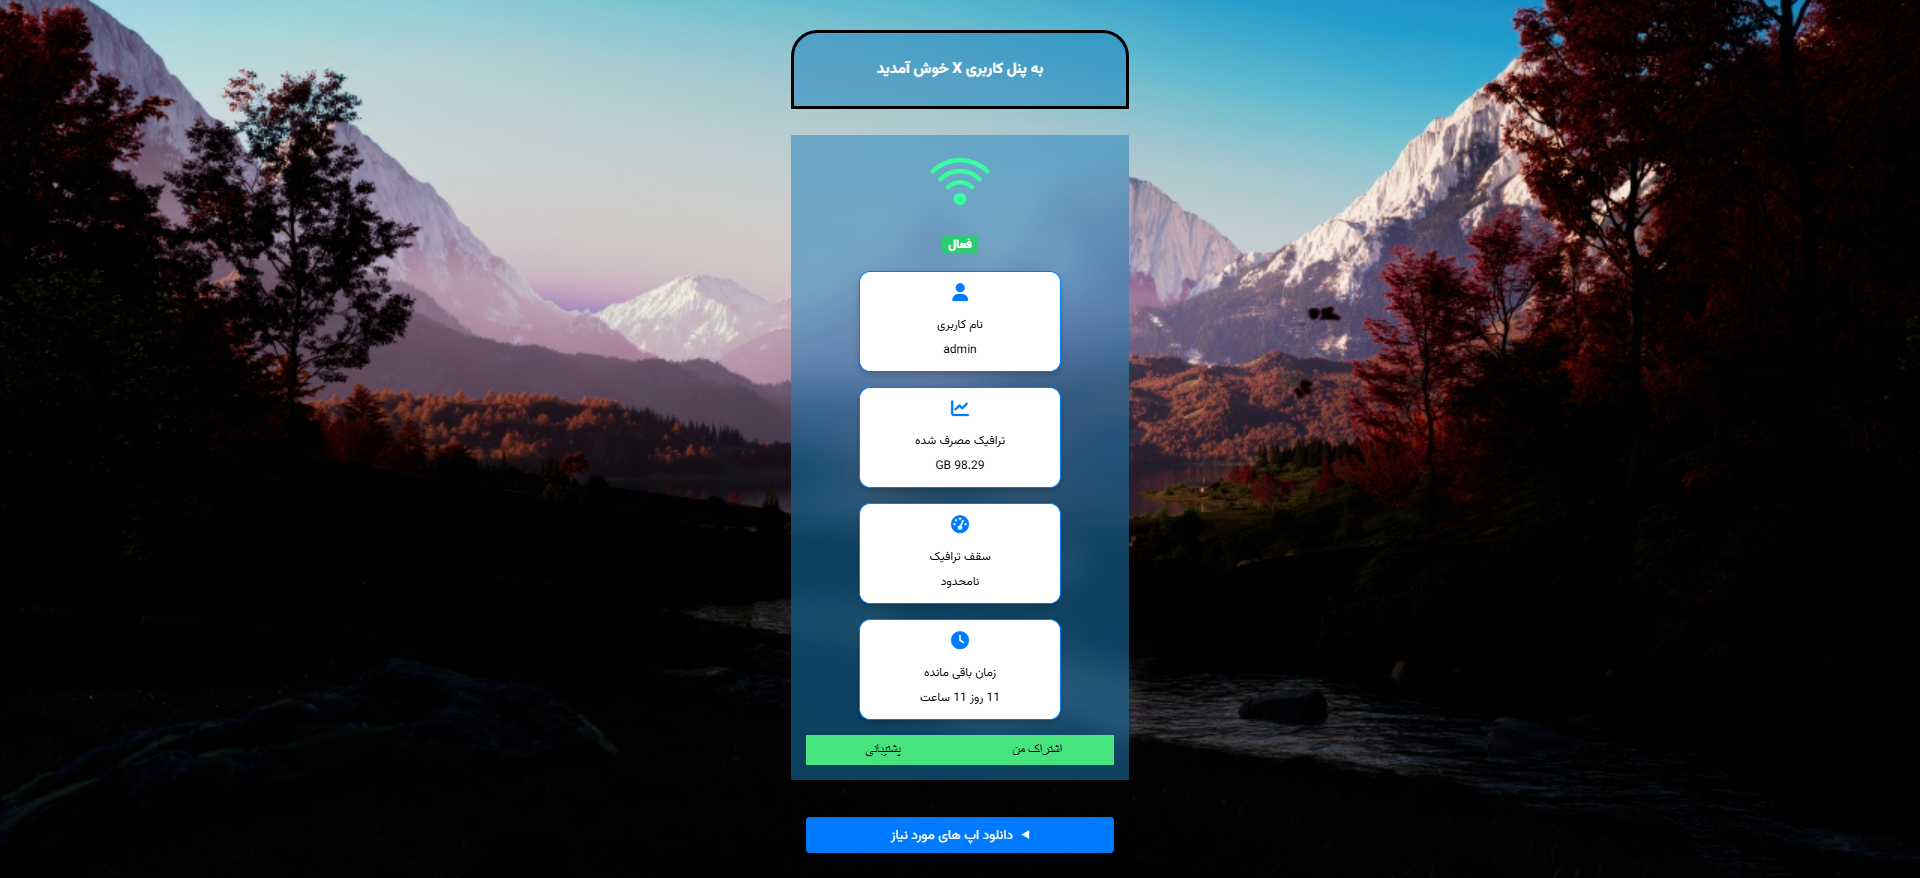 به پنل کاربری X خوش آمدید
فعال
نام کاربری
admin
ترافیک مصرف شده
98.29 GB
سقف ترافیک
نامحدود
زمان باقی مانده
11 روز 11 ساعت
اشتراک من
پشتیبانی
◄ دانلود اپ های مورد نیاز